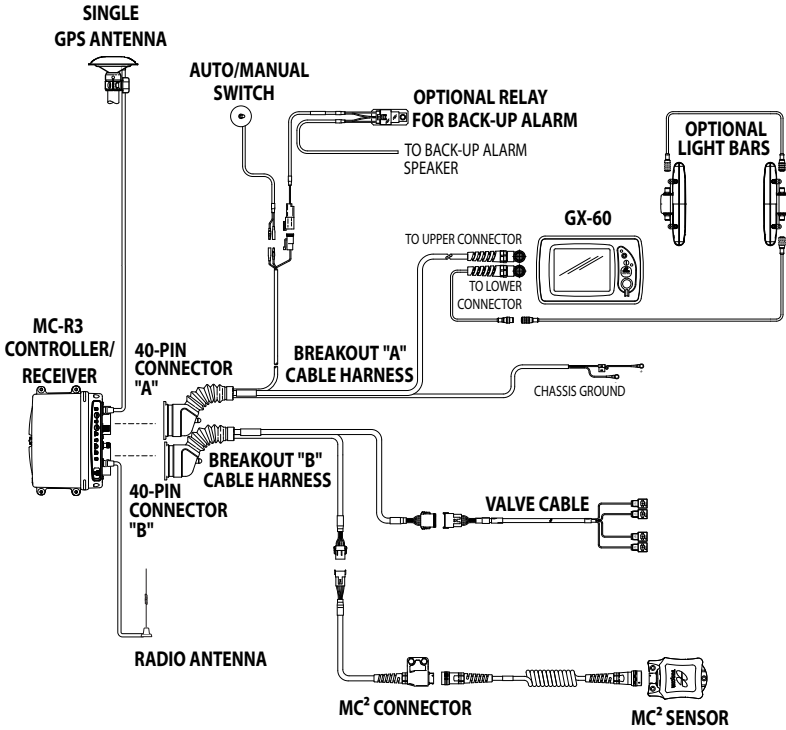 SINGLE
GPS ANTENNA
AUTO/MANUAL
SWITCH
OPTIONAL RELAY
FOR BACK-UP ALARM
TO BACK-UP ALARM
SPEAKER
OPTIONAL
LIGHT BARS
GX-60
TO UPPER CONNECTOR
TO LOWER
CONNECTOR
MC-R3
CONTROLLER/
RECEIVER
40-PIN
CONNECTOR
"A"
BREAKOUT "A"
CABLE HARNESS
CHASSIS GROUND
BREAKOUT "B"
CABLE HARNESS
40-PIN
CONNECTOR
"B"
VALVE CABLE
RADIO ANTENNA
MC² CONNECTOR
MC² SENSOR